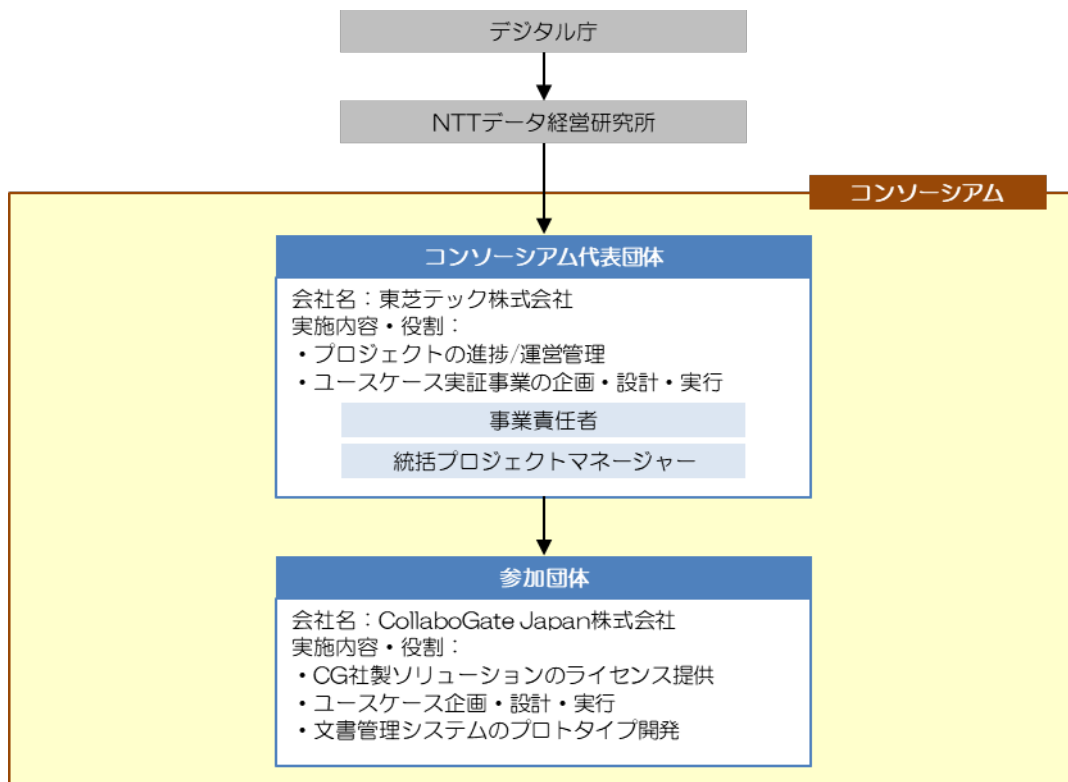 デジタル庁
NTTデータ経営研究所
コンソーシアム
コンソーシアム代表団体
会社名：東芝テック株式会社
実施内容・役割：
・プロジェクトの進捗/運営管理
・ユースケース実証事業の企画・設計・実行
事業責任者
統括プロジェクトマネージャー
参加団体
会社名：CollaboGate Japan株式会社
実施内容・役割：
・CG社製ソリューションのライセンス提供
・ユースケース企画・設計・実行
・文書管理システムのプロトタイプ開発